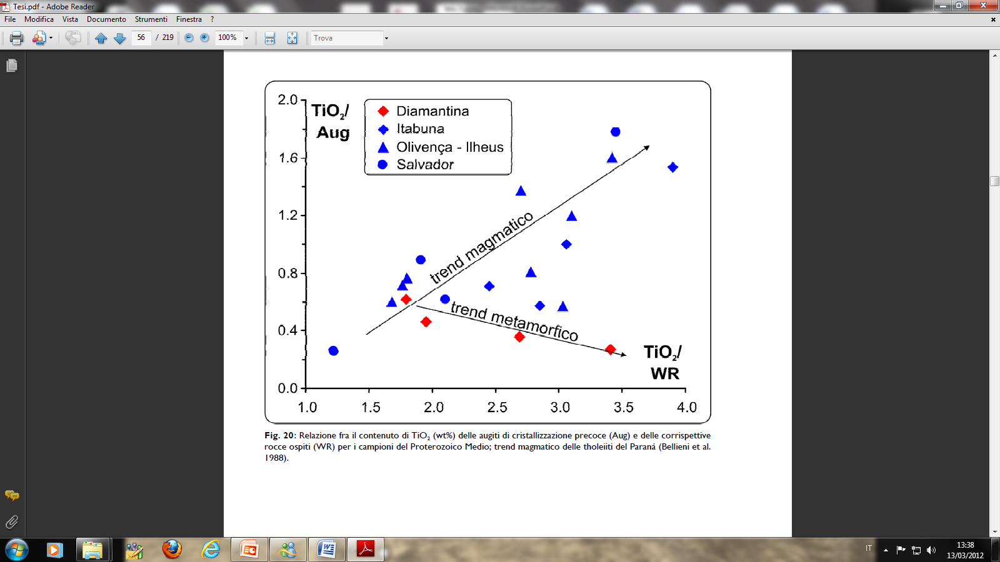 Tesi.pdf - Adobe Reader
File Modifica Vista Documento Strumenti Finestra ?
56 / 219 100% Trova
2.0
TiO2/
Aug
Diamantina
Itabuna
Olivença - Ilheus
Salvador
1.6
1.2
trend magmatico
0.8
trend metamorfico
0.4
TiO2/
WR
0.0
1.0 1.5 2.0 2.5 3.0 3.5 4.0
Fig. 20: Relazione fra il contenuto di TiO2 (wt%) delle augiti di cristallizzazione precoce (Aug) e delle corrispettive
rocce ospiti (WR) per i campioni del Proterozoico Medio; trend magmatico delle tholeiiti del Paraná (Bellieni et al.
1988).
IT
13:38
13/03/2012